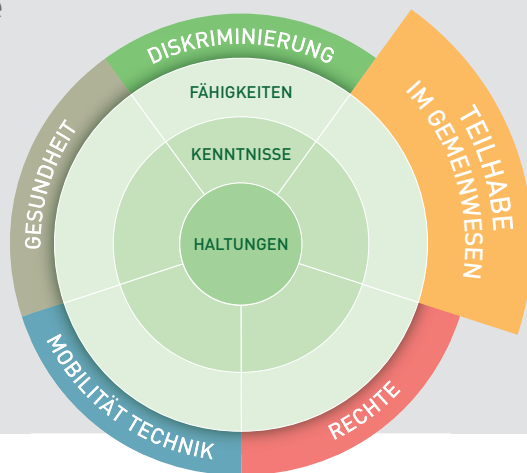 e
DISKRIMINIERUNG
FÄHIGKEITEN
KENNTNISSE
HALTUNGEN
TEILHABE
IM GEMEINWESEN
GESUNDHEIT
MOBILITÄT TECHNIK
RECHTE